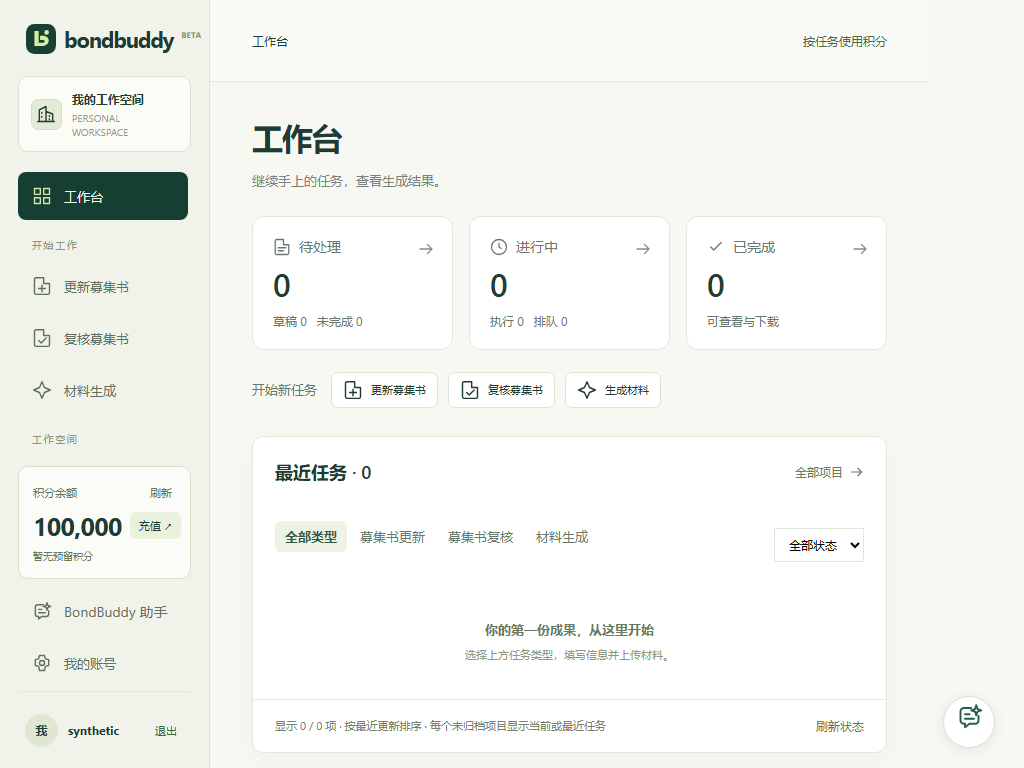 bondbuddy BETA
我的工作空间
PERSONAL
WORKSPACE
工作台
开始工作
更新募集书
复核募集书
材料生成
工作空间
积分余额 刷新
100,000 充值 ↗
暂无预留积分
BondBuddy 助手
我的账号
我 synthetic 退出
工作台 按任务使用积分
工作台
继续手上的任务，查看生成结果。
待处理 →
0
草稿 0 未完成 0
进行中 →
0
执行 0 排队 0
已完成 →
0
可查看与下载
开始新任务 更新募集书 复核募集书 生成材料
最近任务 · 0 全部项目 →
全部类型 募集书更新 募集书复核 材料生成 全部状态
你的第一份成果，从这里开始
选择上方任务类型，填写信息并上传材料。
显示 0 / 0 项 · 按最近更新排序 · 每个未归档项目显示当前或最近任务 刷新状态